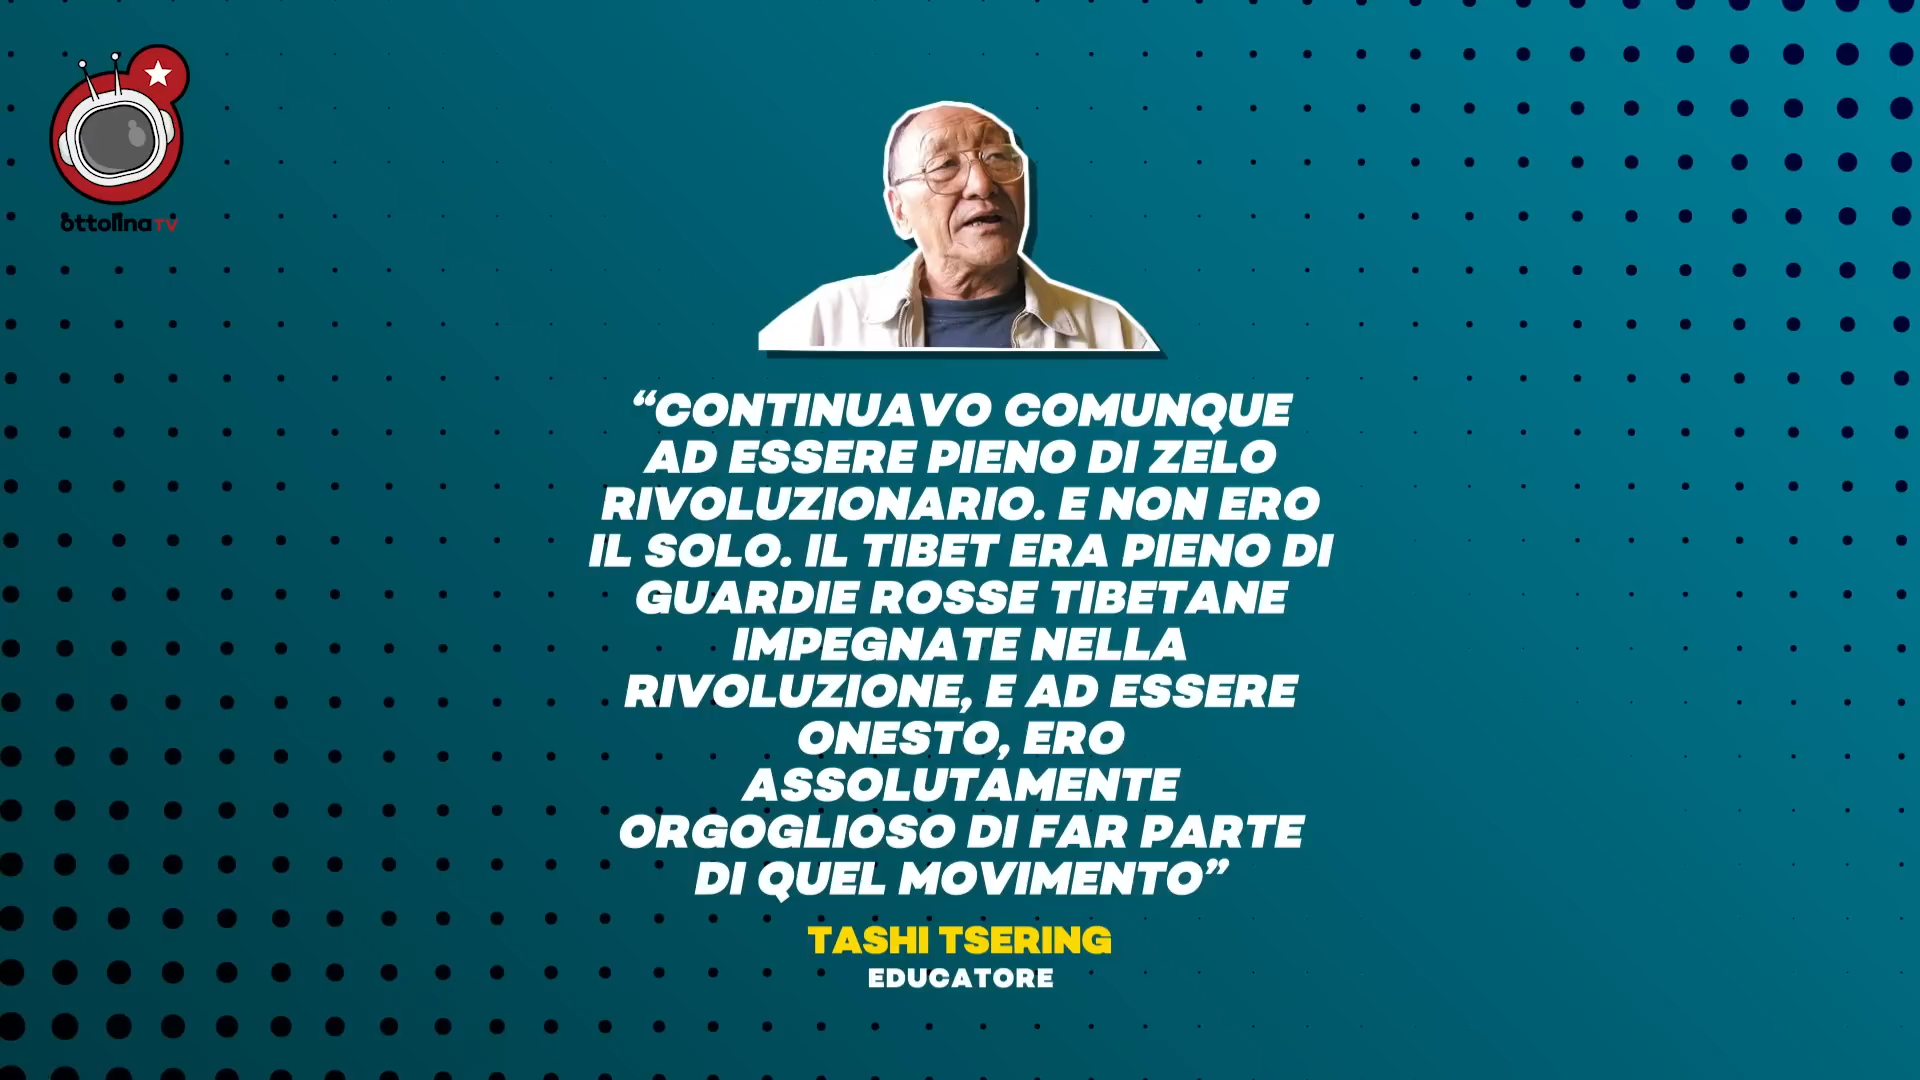 ottolina TV
“CONTINUAVO COMUNQUE
AD ESSERE PIENO DI ZELO
RIVOLUZIONARIO. E NON ERO
IL SOLO. IL TIBET ERA PIENO DI
GUARDIE ROSSE TIBETANE
IMPEGNATE NELLA
RIVOLUZIONE, E AD ESSERE
ONESTO, ERO
ASSOLUTAMENTE
ORGOGLIOSO DI FAR PARTE
DI QUEL MOVIMENTO”
TASHI TSERING
EDUCATORE